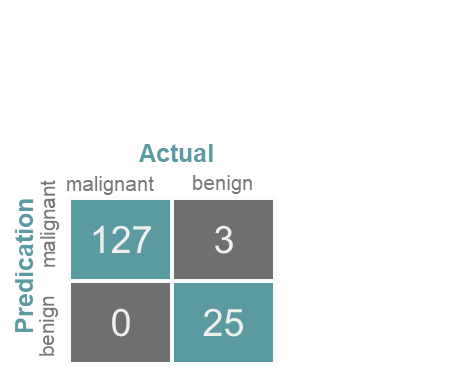 Actual
malignant benign
Predication
malignant
127 3
benign
0 25